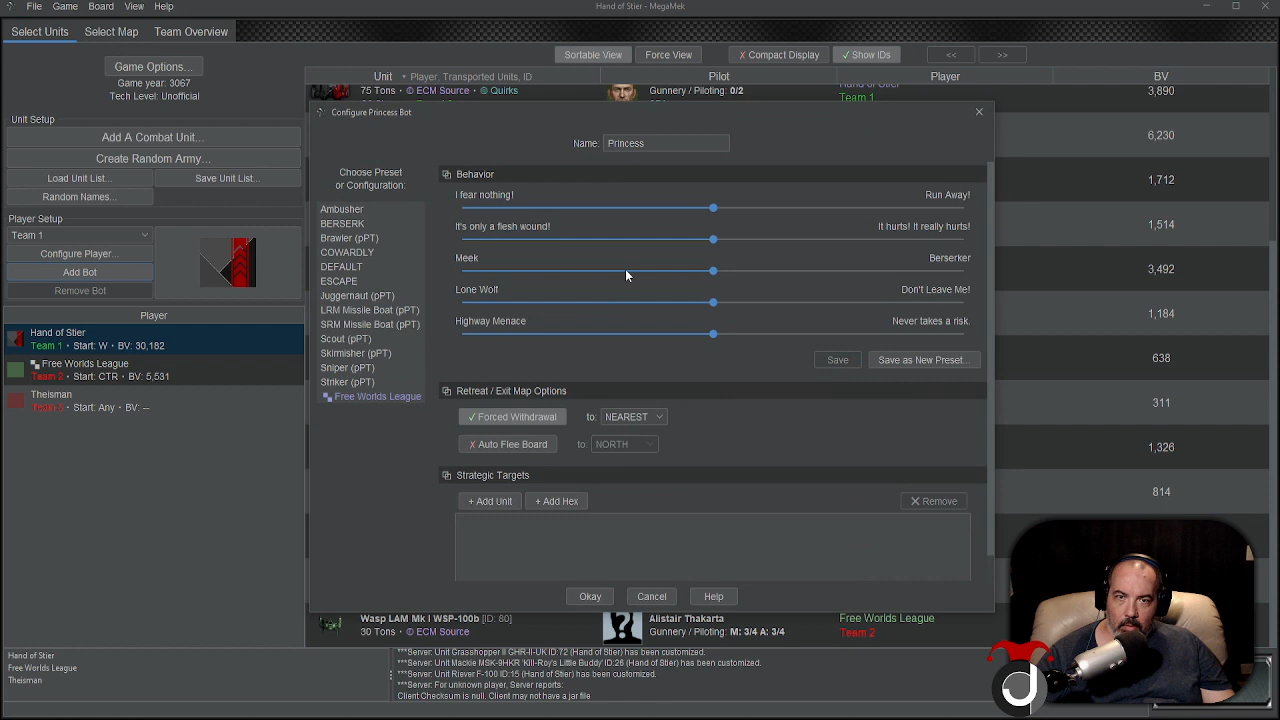 Hand of Stier - MegaMek
File Game Board View Help
Select Units Select Map Team Overview
Game Options...
Game year: 3067
Tech Level: Unofficial
Unit Setup
Add A Combat Unit...
Create Random Army...
Load Unit List... Save Unit List...
Random Names...
Player Setup
Team 1
Configure Player...
Add Bot
Remove Bot
Player
Hand of Stier
Team 1 • Start: W • BV: 30,182
Free Worlds League
Team 2 • Start: CTR • BV: 5,531
Theisman
• Start: Any • BV: --
Sortable View Force View ✗ Compact Display ✓ Show IDs << >>
Unit • Player, Transported Units, ID Pilot Player BV
75 Tons • © ECM Source • Quirks
Gunnery / Piloting: 0/2
Team 1
3,890
6,230
1,712
1,514
3,492
1,184
638
311
1,326
814
Configure Princess Bot
Name: Princess
Choose Preset
or Configuration:
Ambusher
BERSERK
Brawler (pPT)
COWARDLY
DEFAULT
ESCAPE
Juggernaut (pPT)
LRM Missile Boat (pPT)
SRM Missile Boat (pPT)
Scout (pPT)
Skirmisher (pPT)
Sniper (pPT)
Striker (pPT)
Free Worlds League
Behavior
I fear nothing! Run Away!
It's only a flesh wound! It hurts! It really hurts!
Meek Berserker
Lone Wolf Don't Leave Me!
Highway Menace Never takes a risk.
Save Save as New Preset...
Retreat / Exit Map Options
✓ Forced Withdrawal to: NEAREST
✗ Auto Flee Board to: NORTH
Strategic Targets
+ Add Unit + Add Hex ✗ Remove
Okay Cancel Help
Wasp LAM Mk I WSP-100b [ID: 80]
30 Tons • © ECM Source
Alistair Thakarta
Gunnery / Piloting: M: 3/4 A: 3/4
Free Worlds League
Team 2
Hand of Stier
Free Worlds League
Theisman
***Server: Unit Grasshopper II GHR-II-UK ID:72 (Hand of Stier) has been customized.
***Server: Unit Mackie MSK-9HKR 'Kill-Roy's Little Buddy' ID:26 (Hand of Stier) has been customized.
***Server: Unit Riever F-100 ID:15 (Hand of Stier) has been customized.
***Server: For unknown player, Server reports:
Client Checksum is null. Client may not have a jar file